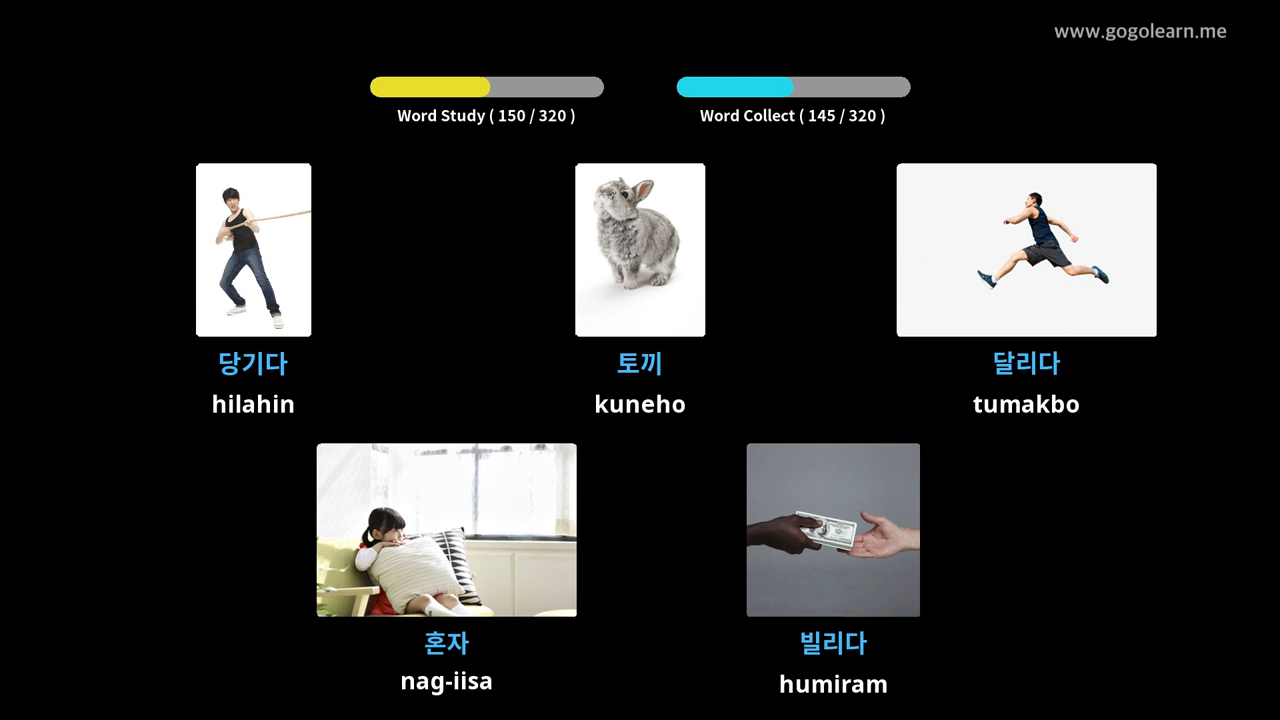 www.gogolearn.me
Word Study ( 150 / 320 )
Word Collect ( 145 / 320 )
당기다
hilahin
토끼
kuneho
달리다
tumakbo
혼자
nag-iisa
빌리다
humiram